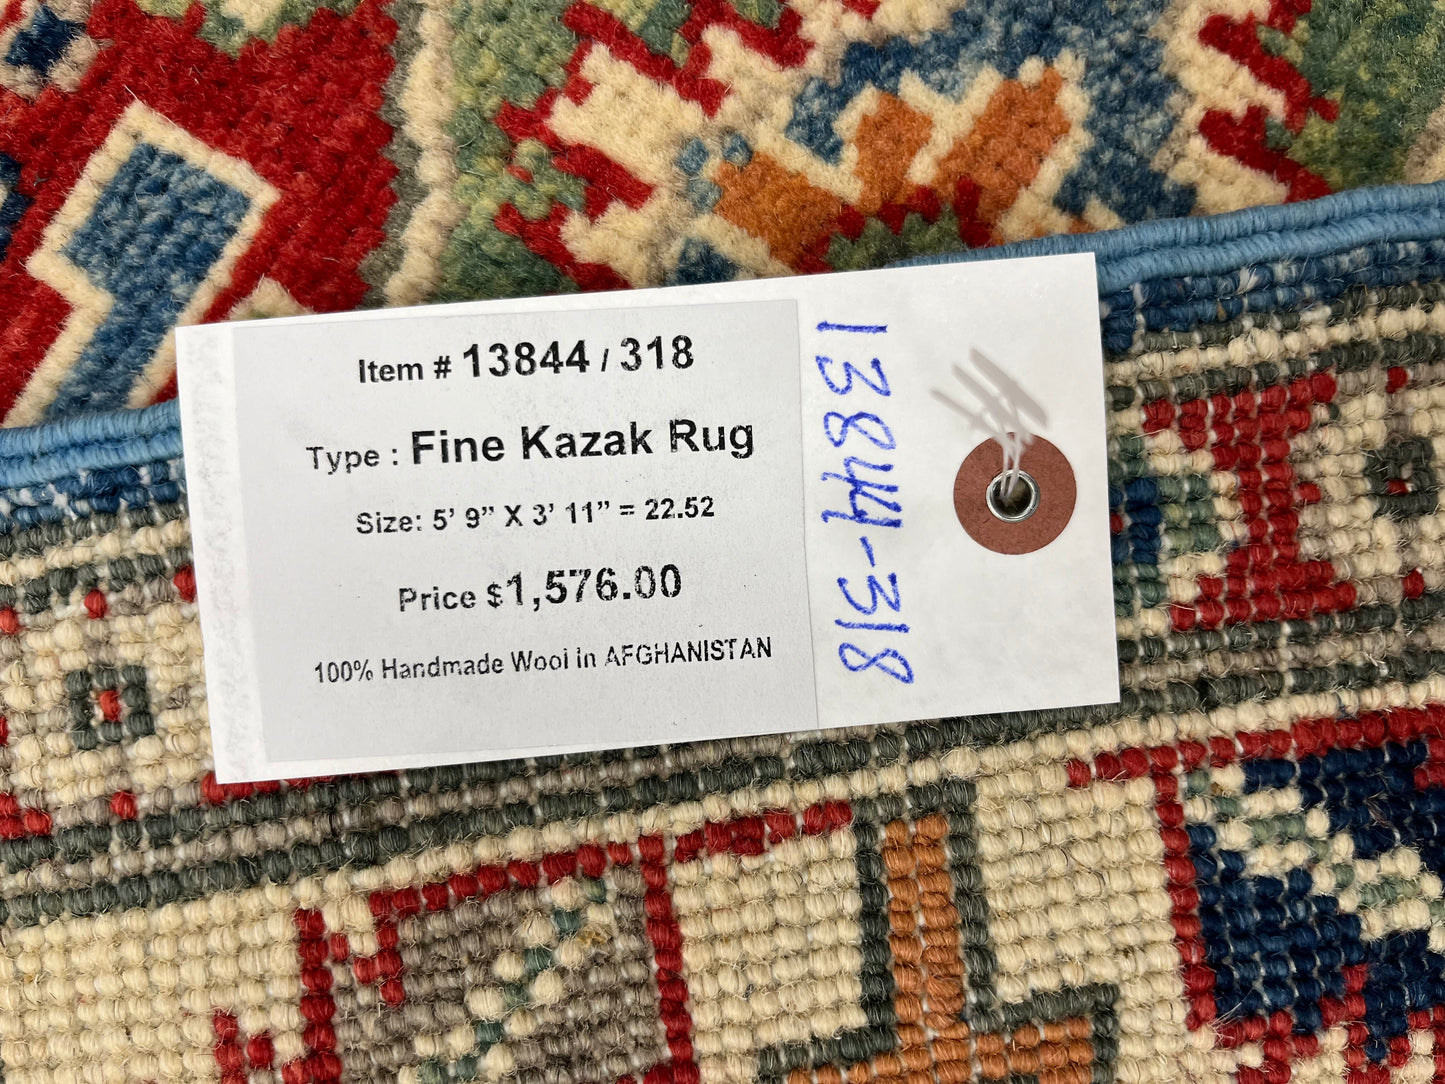 Item # 13844 / 318
Type : Fine Kazak Rug
Size: 5’ 9” X 3’ 11” = 22.52
Price $1,576.00
100% Handmade Wool in AFGHANISTAN
13844-318